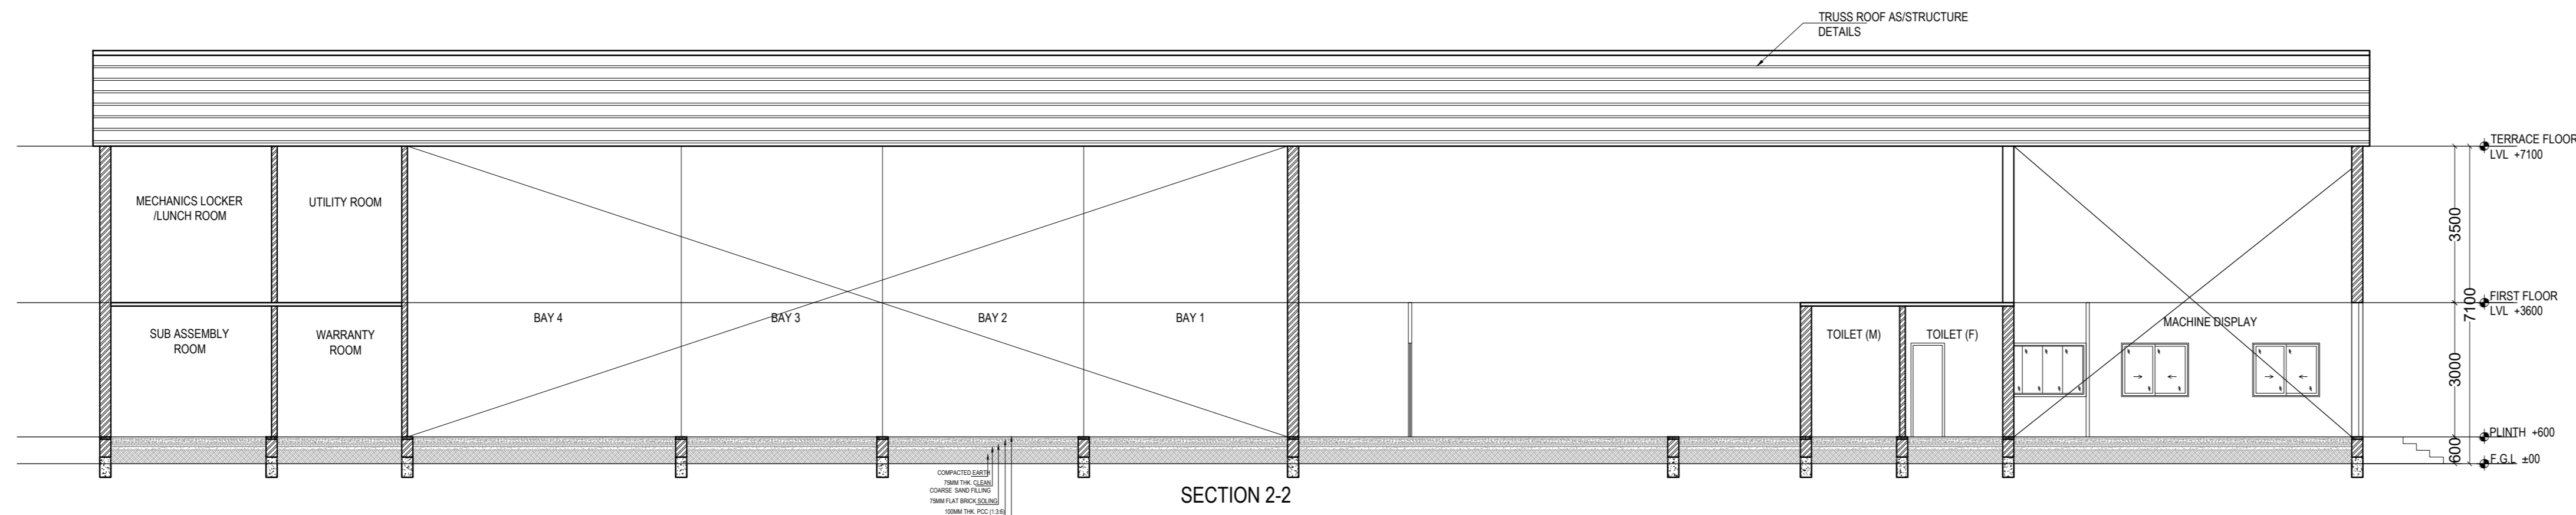 TRUSS ROOF AS/STRUCTURE
DETAILS
TERRACE FLOOR
LVL +7100
MECHANICS LOCKER
/LUNCH ROOM
UTILITY ROOM
3500
7100
FIRST FLOOR
LVL +3600
SUB ASSEMBLY
ROOM
WARRANTY
ROOM
BAY 4
BAY 3
BAY 2
BAY 1
TOILET (M)
TOILET (F)
MACHINE DISPLAY
3000
PLINTH +600
600
F.G.L ±00
COMPACTED EARTH
75MM THK. CLEAN
COARSE SAND FILLING
75MM FLAT BRICK SOLING
100MM THK. PCC (1:3:6)
SECTION 2-2